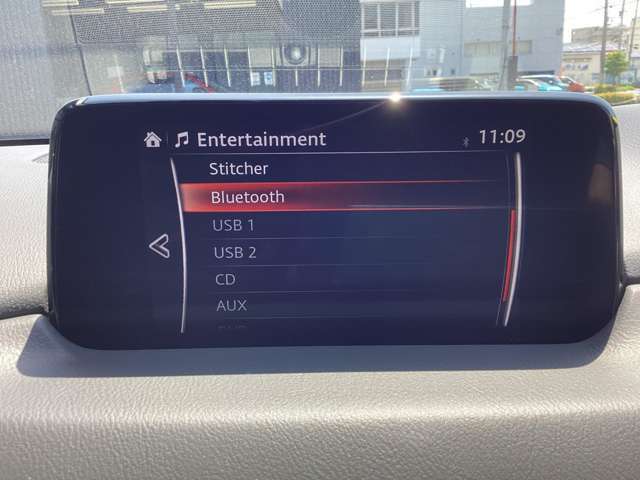 Entertainment 11:09
Stitcher
Bluetooth
USB 1
USB 2
CD
AUX